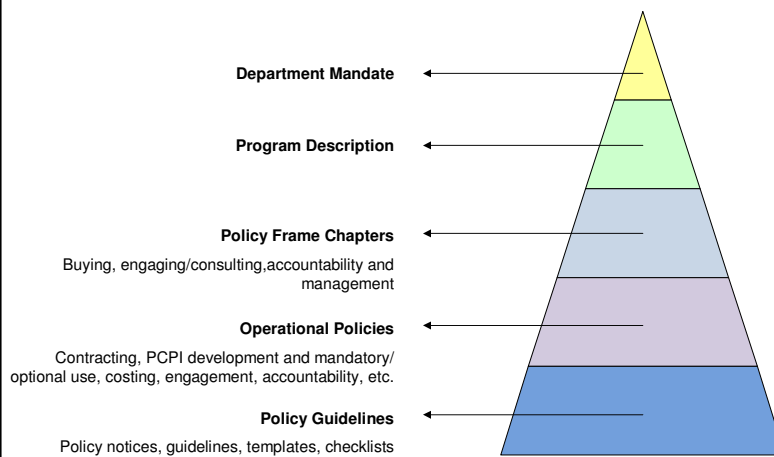 Department Mandate
Program Description
Policy Frame Chapters
Buying, engaging/consulting,accountability and
management
Operational Policies
Contracting, PCPI development and mandatory/
optional use, costing, engagement, accountability, etc.
Policy Guidelines
Policy notices, guidelines, templates, checklists